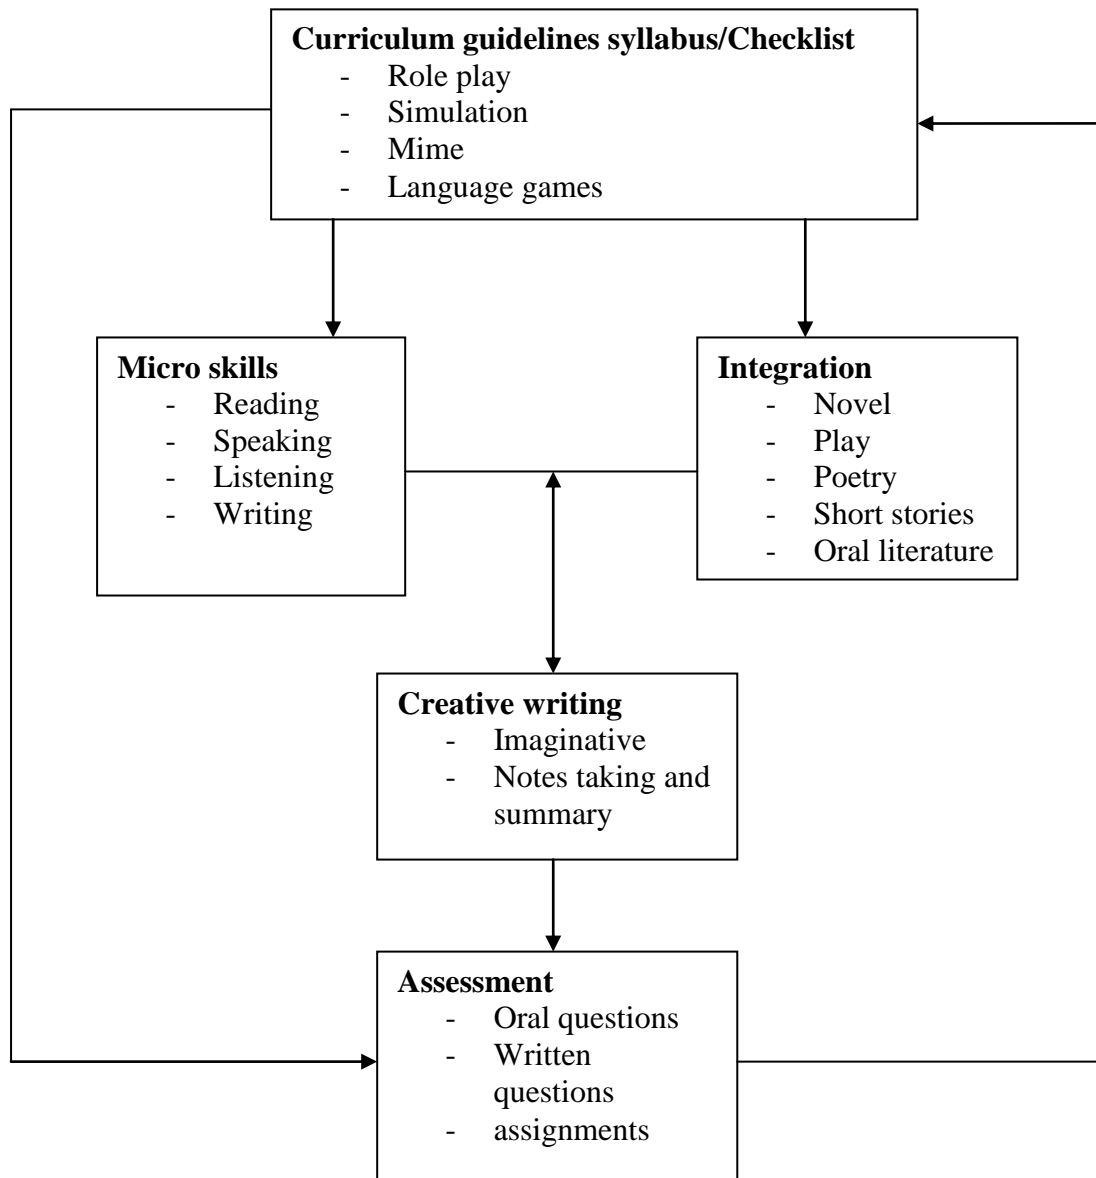 Curriculum guidelines syllabus/Checklist
- Role play
- Simulation
- Mime
- Language games
Micro skills
- Reading
- Speaking
- Listening
- Writing
Integration
- Novel
- Play
- Poetry
- Short stories
- Oral literature
Creative writing
- Imaginative
- Notes taking and
summary
Assessment
- Oral questions
- Written
questions
- assignments